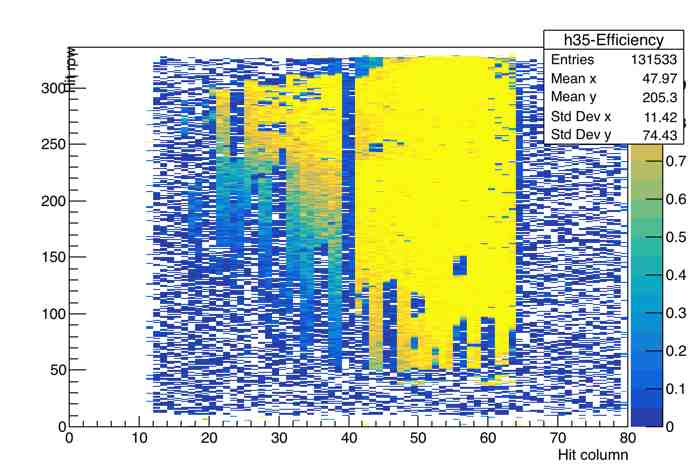 h35-Efficiency
Entries 131533
Mean x 47.97
Mean y 205.3
Std Dev x 11.42
Std Dev y 74.43
Hit row
300
250
200
150
100
50
0
0 10 20 30 40 50 60 70 80
Hit column
0.7
0.6
0.5
0.4
0.3
0.2
0.1
0